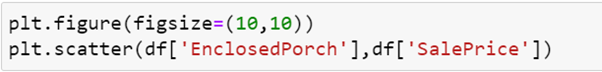 plt.figure(figsize=(10,10))
plt.scatter(df['EnclosedPorch'],df['SalePrice'])